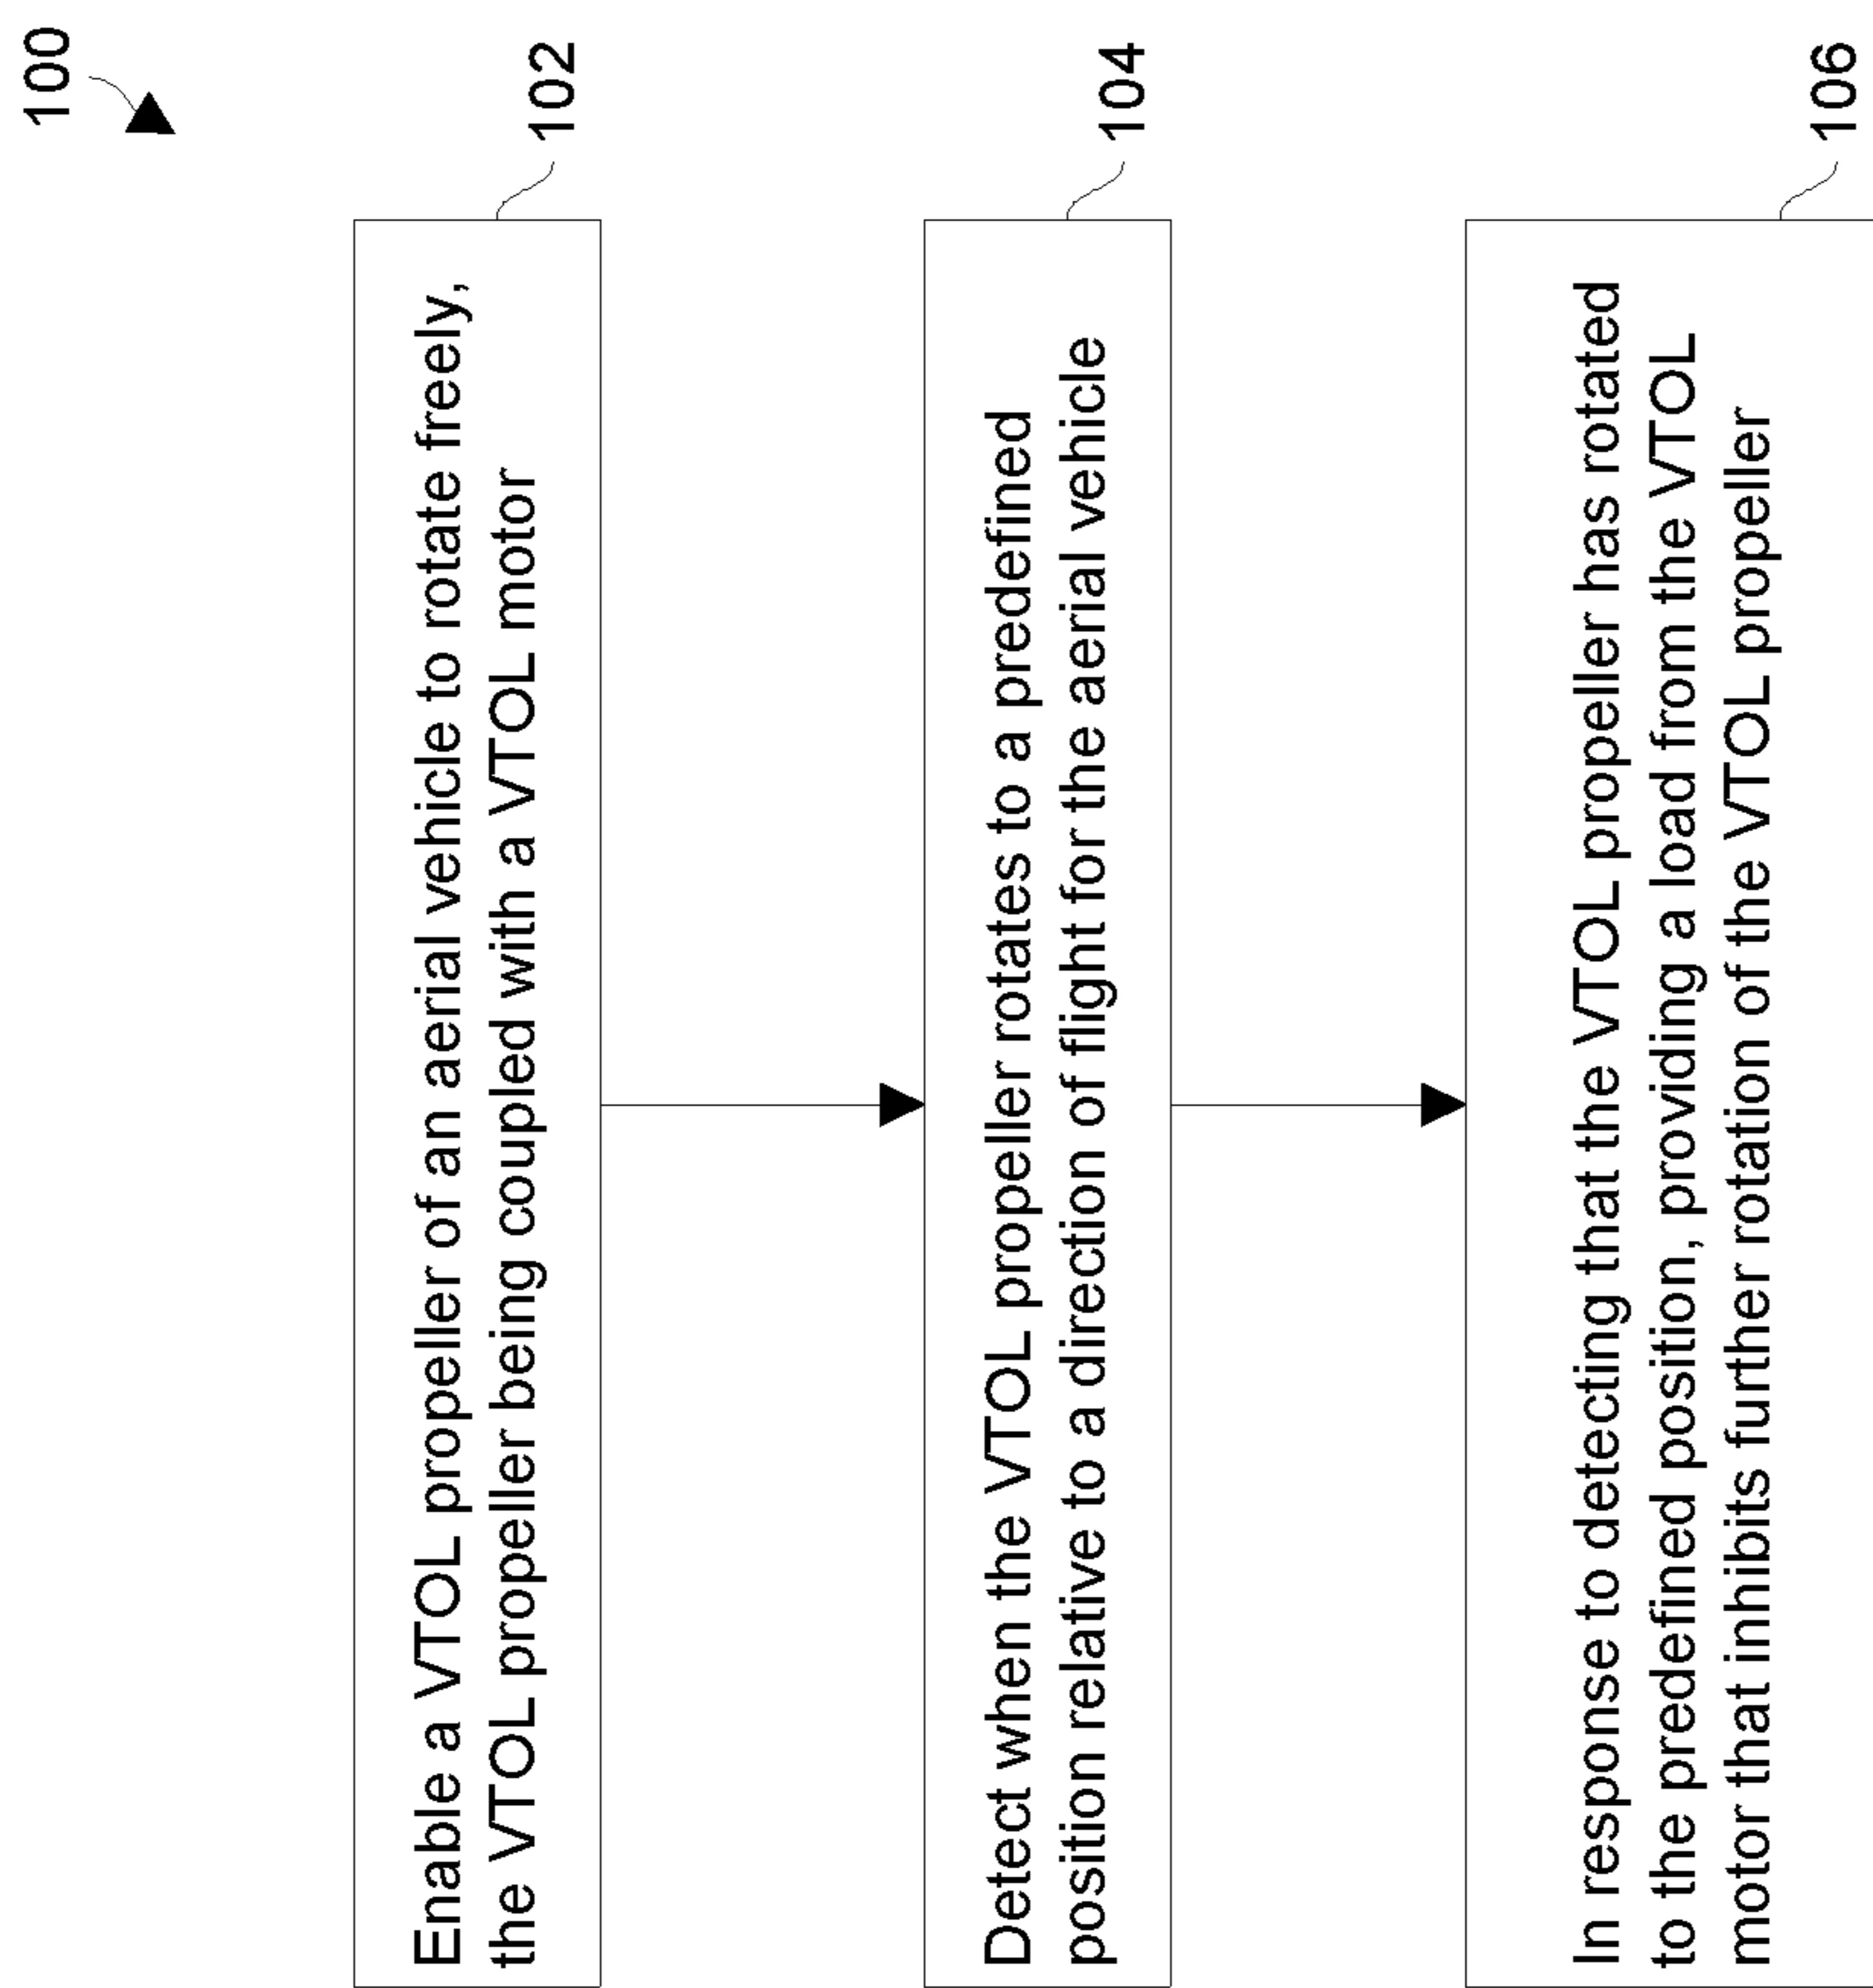 100
Enable a VTOL propeller of an aerial vehicle to rotate freely,
the VTOL propeller being coupled with a VTOL motor
102
Detect when the VTOL propeller rotates to a predefined
position relative to a direction of flight for the aerial vehicle
104
In response to detecting that the VTOL propeller has rotated
to the predefined position, providing a load from the VTOL
motor that inhibits further rotation of the VTOL propeller
106